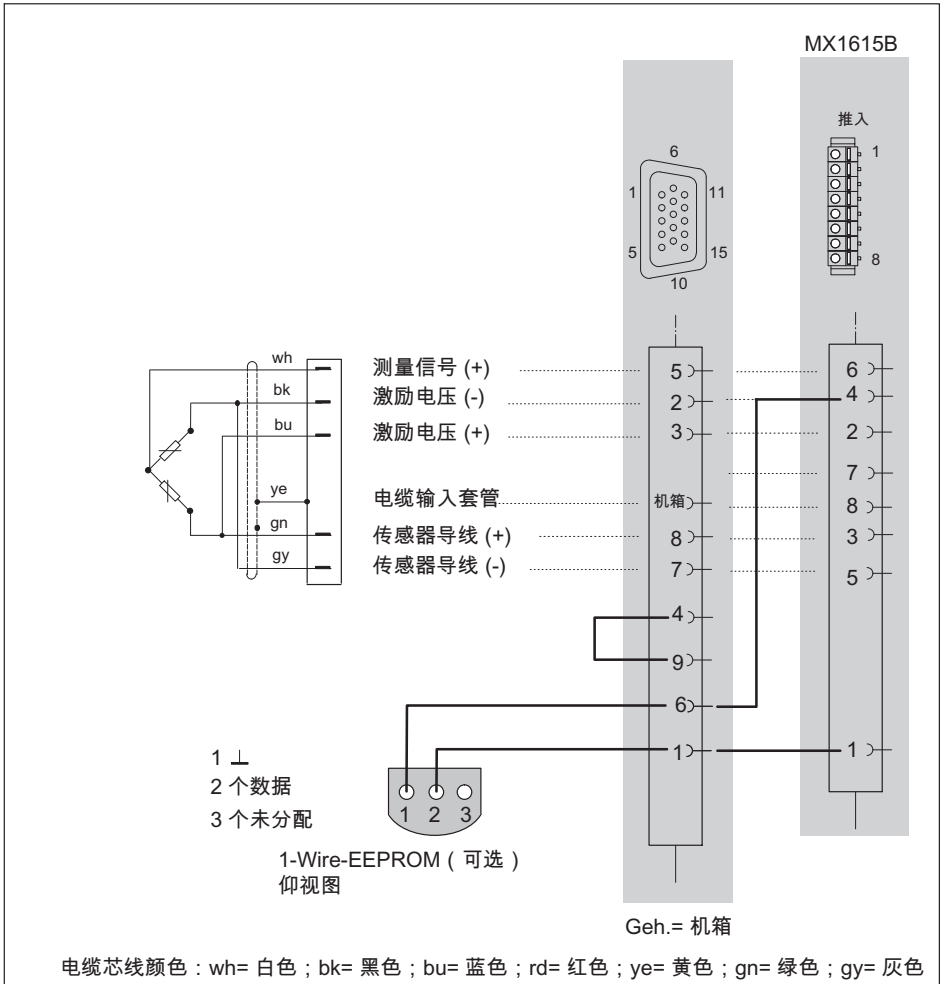 MX1615B
推入
6
1
1
11
5
15
8
10
wh
测量信号 (+)
5
6
bk
激励电压 (-)
2
4
bu
激励电压 (+)
3
2
7
ye
电缆输入套管
机箱
8
gn
传感器导线 (+)
8
3
gy
传感器导线 (-)
7
5
4
9
6
1
1
1 ⊥
2 个数据
3 个未分配
1 2 3
1-Wire-EEPROM ( 可选 )
仰视图
Geh.= 机箱
电缆芯线颜色 : wh= 白色 ; bk= 黑色 ; bu= 蓝色 ; rd= 红色 ; ye= 黄色 ; gn= 绿色 ; gy= 灰色